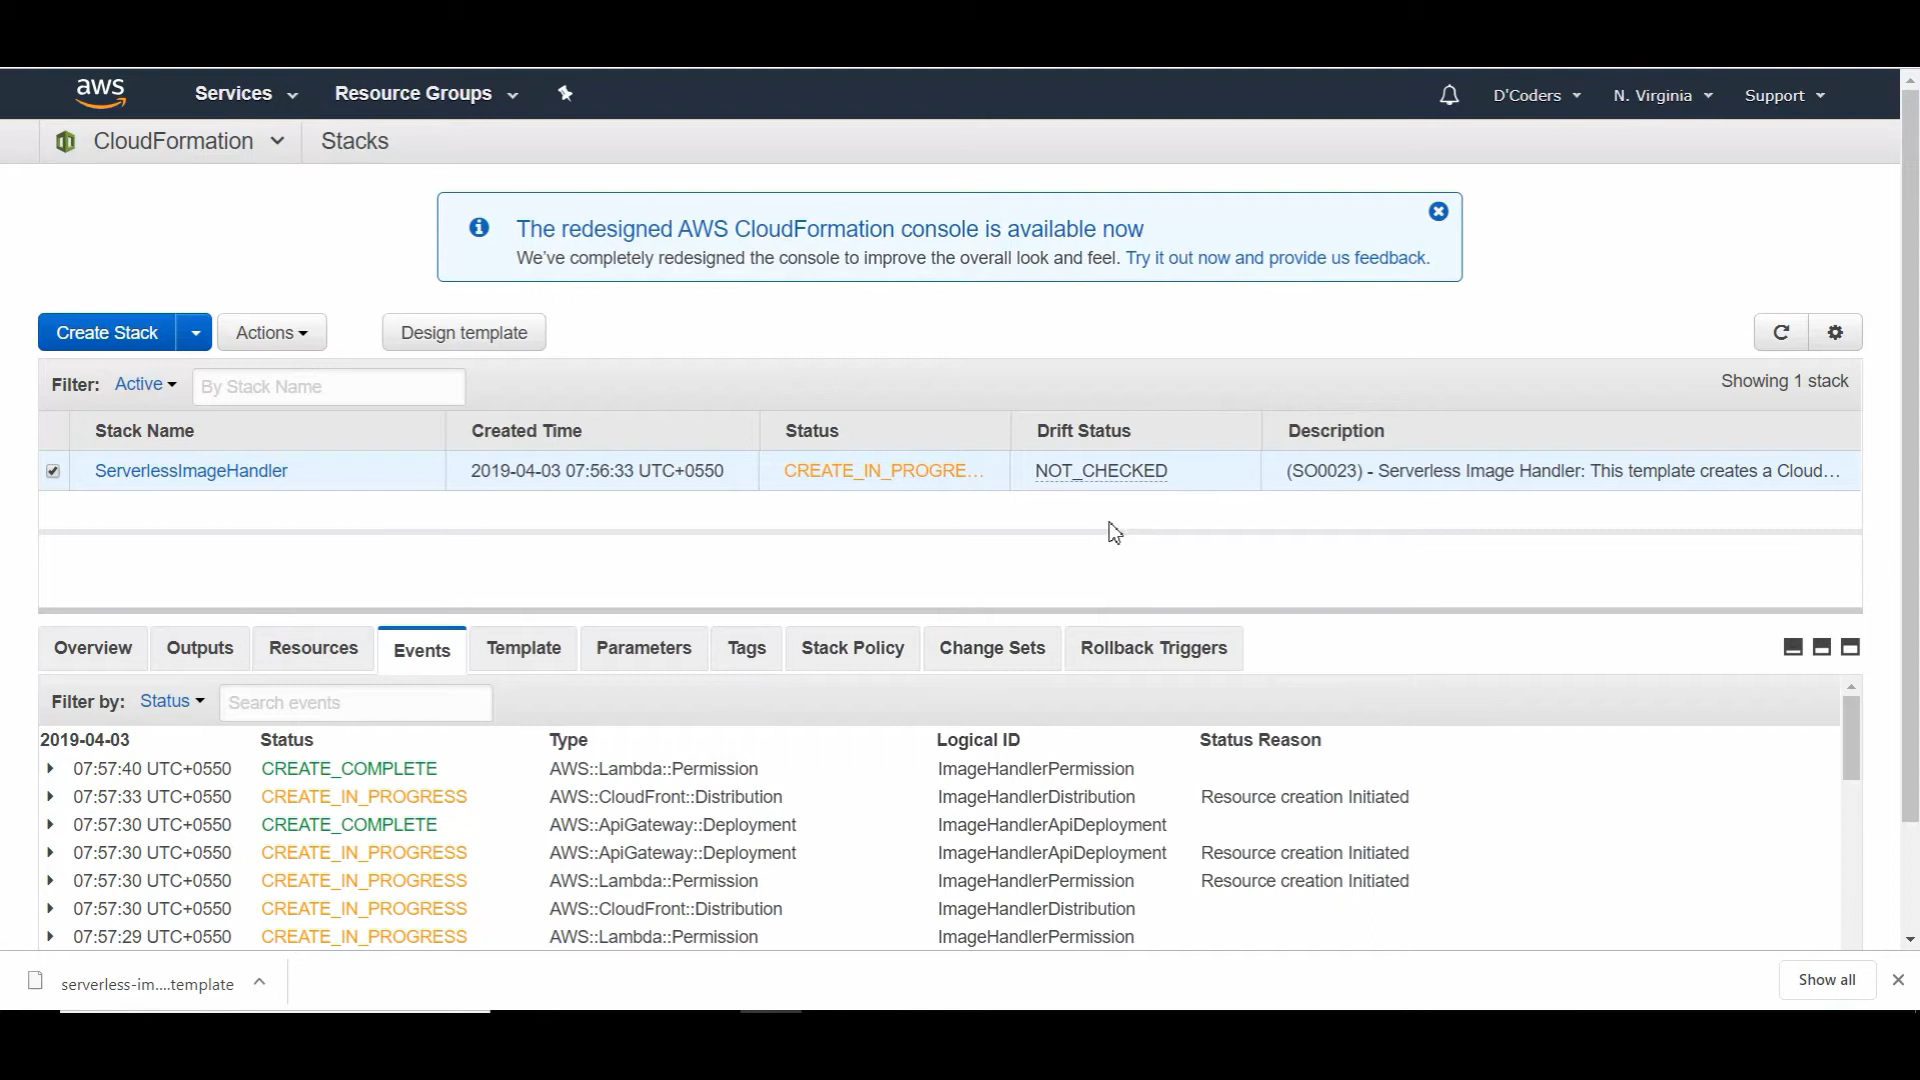 aws Services Resource Groups D'Coders N. Virginia Support
CloudFormation Stacks
The redesigned AWS CloudFormation console is available now
We've completely redesigned the console to improve the overall look and feel. Try it out now and provide us feedback.
Create Stack Actions Design template
Filter: Active By Stack Name Showing 1 stack
Stack Name Created Time Status Drift Status Description
ServerlessImageHandler 2019-04-03 07:56:33 UTC+0550 CREATE_IN_PROGRE... NOT_CHECKED (SO0023) - Serverless Image Handler: This template creates a Cloud...
Overview Outputs Resources Events Template Parameters Tags Stack Policy Change Sets Rollback Triggers
Filter by: Status Search events
2019-04-03 Status Type Logical ID Status Reason
07:57:40 UTC+0550 CREATE_COMPLETE AWS::Lambda::Permission ImageHandlerPermission
07:57:33 UTC+0550 CREATE_IN_PROGRESS AWS::CloudFront::Distribution ImageHandlerDistribution Resource creation Initiated
07:57:30 UTC+0550 CREATE_COMPLETE AWS::ApiGateway::Deployment ImageHandlerApiDeployment
07:57:30 UTC+0550 CREATE_IN_PROGRESS AWS::ApiGateway::Deployment ImageHandlerApiDeployment Resource creation Initiated
07:57:30 UTC+0550 CREATE_IN_PROGRESS AWS::Lambda::Permission ImageHandlerPermission Resource creation Initiated
07:57:30 UTC+0550 CREATE_IN_PROGRESS AWS::CloudFront::Distribution ImageHandlerDistribution
07:57:29 UTC+0550 CREATE_IN_PROGRESS AWS::Lambda::Permission ImageHandlerPermission
serverless-im....template Show all